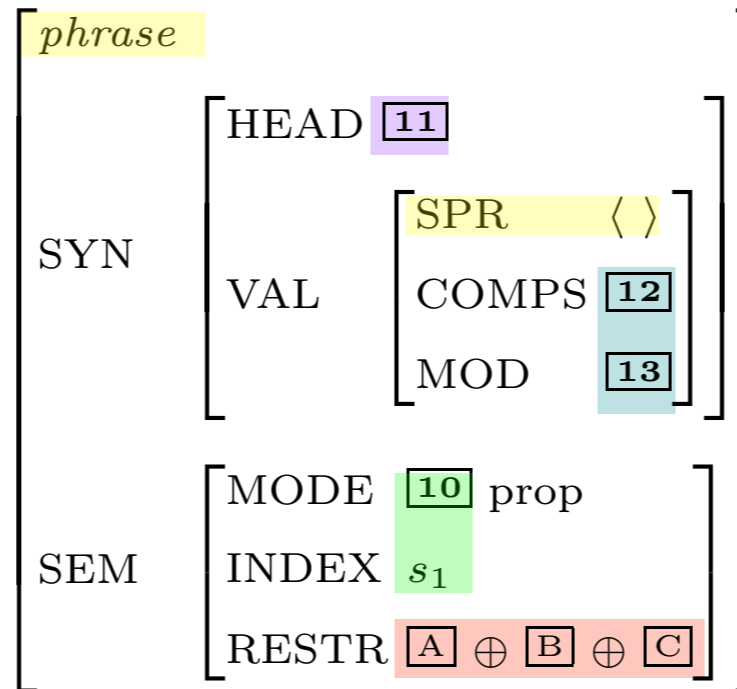 phrase
HEAD 11
SPR ⟨ ⟩
SYN
VAL
COMPS 12
MOD 13
MODE 10 prop
SEM
INDEX s₁
RESTR A ⊕ B ⊕ C